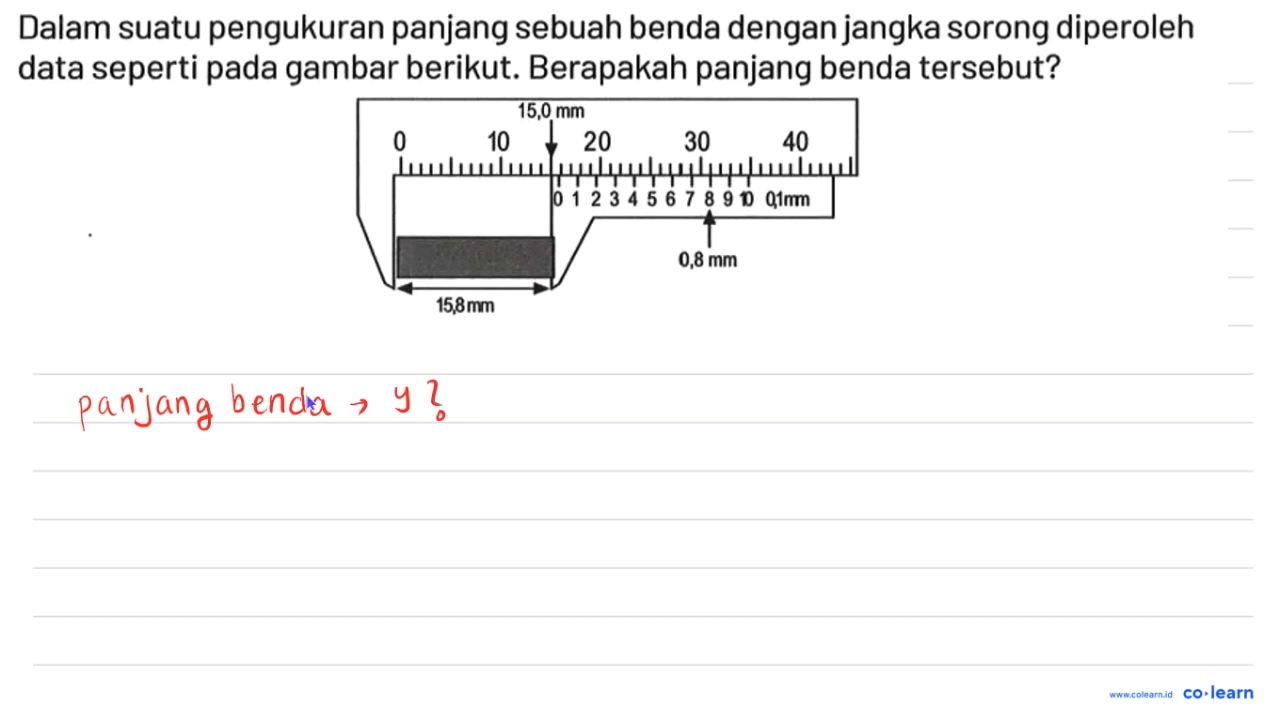 Dalam suatu pengukuran panjang sebuah benda dengan jangka sorong diperoleh
data seperti pada gambar berikut. Berapakah panjang benda tersebut?
15,0 mm
0 10 20 30 40
0 1 2 3 4 5 6 7 8 9 10 0,1mm
0,8 mm
15,8 mm
panjang benda → y?
www.colearn.id co·learn